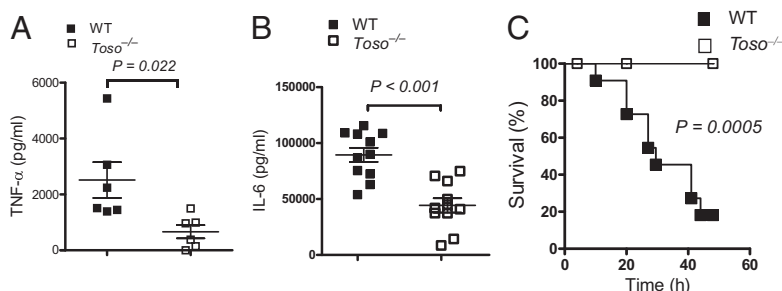 A
WT
Toso–/–
P = 0.022
TNF-α (pg/ml)
6000
4000
2000
0
B
WT
Toso–/–
P < 0.001
IL-6 (pg/ml)
150000
100000
50000
0
C
WT
Toso–/–
P = 0.0005
Survival (%)
100
80
60
40
20
0
20
40
60
Time (h)